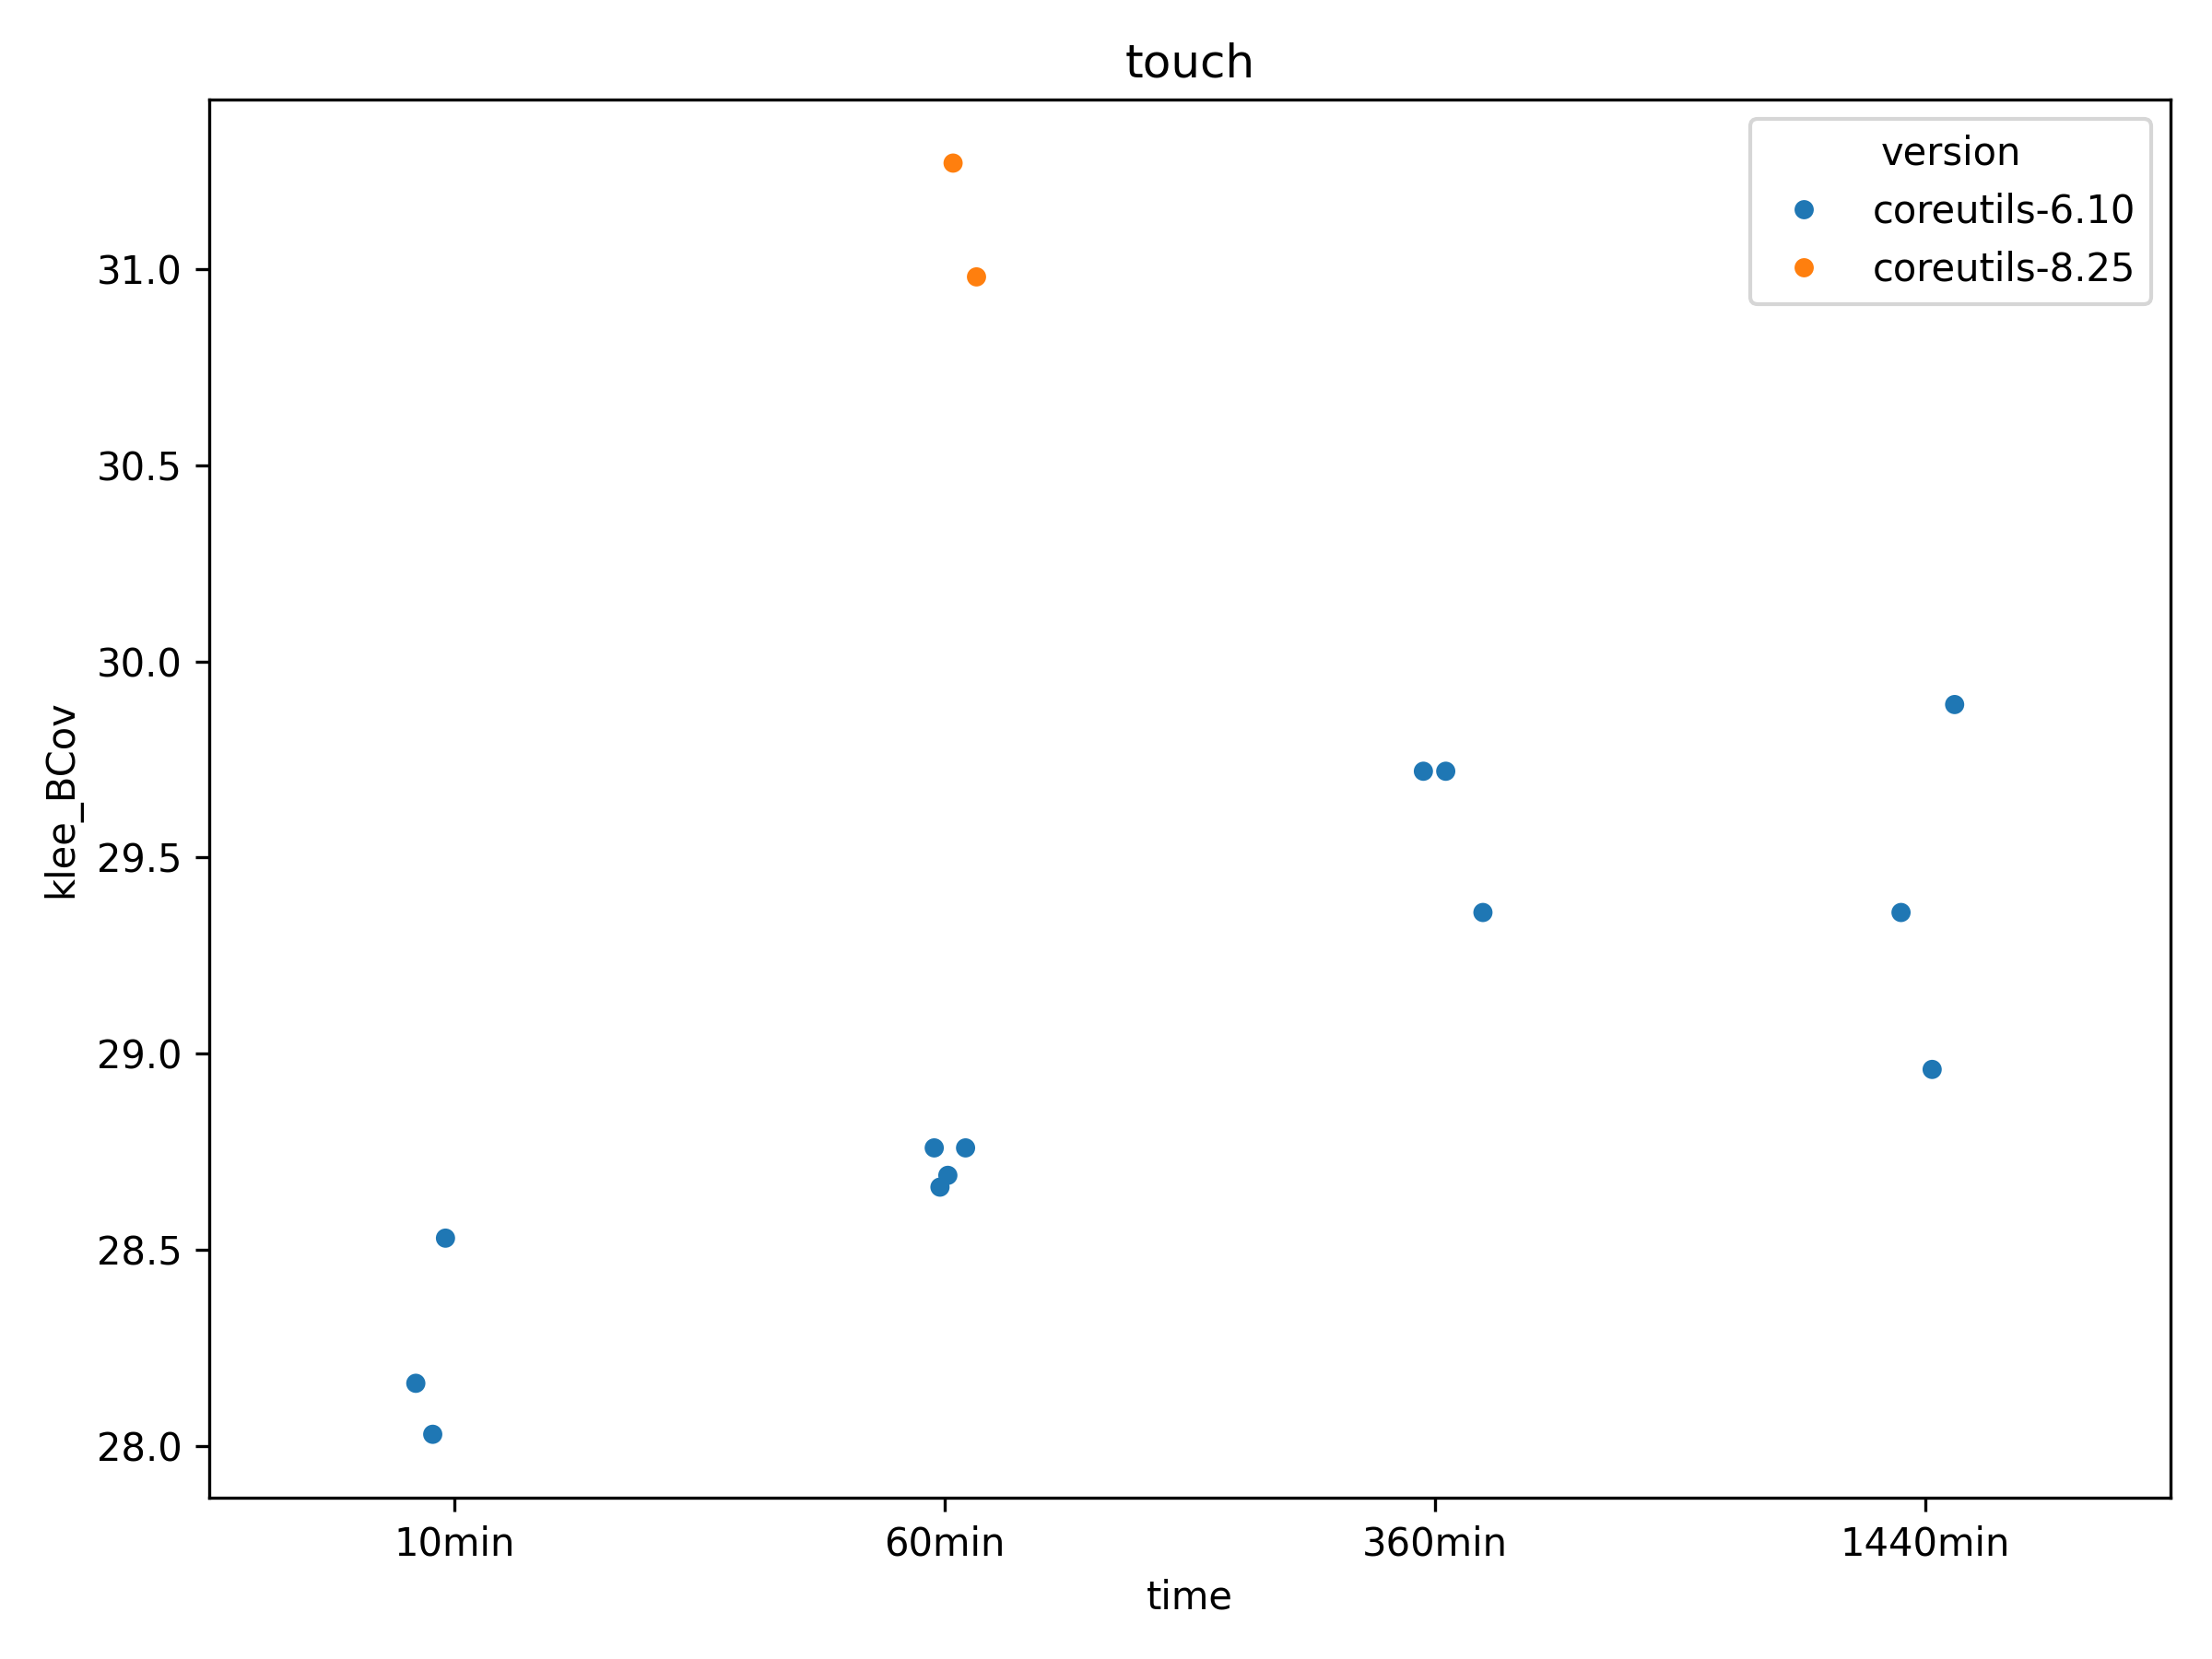 touch
version
coreutils-6.10
coreutils-8.25
klee_BCov
31.0
30.5
30.0
29.5
29.0
28.5
28.0
10min 60min 360min 1440min
time